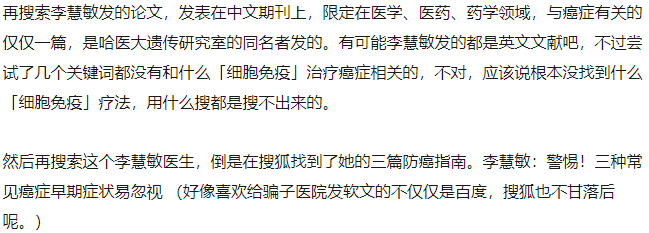 再搜索李慧敏发的论文，发表在中文期刊上，限定在医学、医药、药学领域，与癌症有关的
仅仅一篇，是哈医大遗传研究室的同名者发的。有可能李慧敏发的都是英文文献吧，不过尝
试了几个关键词都没有和什么「细胞免疫」治疗癌症相关的，不对，应该说根本没找到什么
「细胞免疫」疗法，用什么搜都是搜不出来的。
然后再搜索这个李慧敏医生，倒是在搜狐找到了她的三篇防癌指南。李慧敏：警惕！三种常
见癌症早期症状易忽视 （好像喜欢给骗子医院发软文的不仅仅是百度，搜狐也不甘落后
呢。）